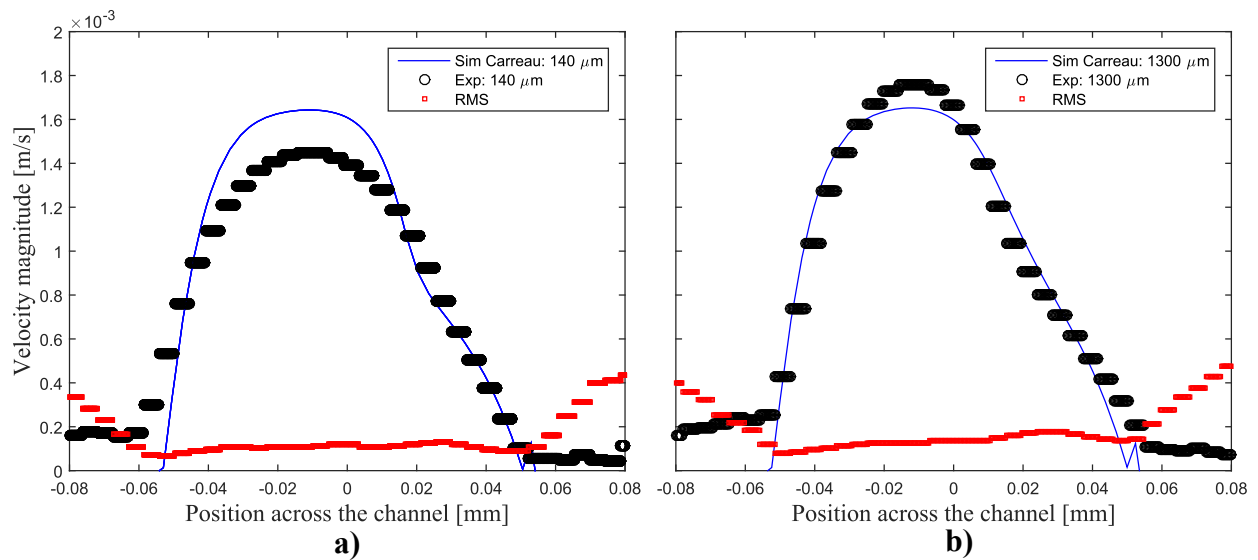 ×10⁻³
2
1.8
1.6
1.4
1.2
1
0.8
0.6
0.4
0.2
0
Velocity magnitude [m/s]
Sim Carreau: 140 μm
Exp: 140 μm
RMS
-0.08 -0.06 -0.04 -0.02 0 0.02 0.04 0.06 0.08
Position across the channel [mm]
a)
Sim Carreau: 1300 μm
Exp: 1300 μm
RMS
-0.08 -0.06 -0.04 -0.02 0 0.02 0.04 0.06 0.08
Position across the channel [mm]
b)